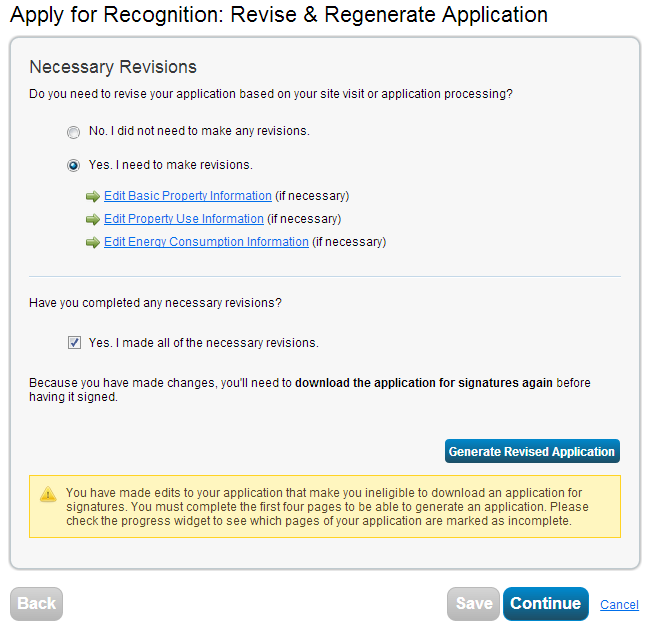 Apply for Recognition: Revise & Regenerate Application
Necessary Revisions
Do you need to revise your application based on your site visit or application processing?
No. I did not need to make any revisions.
Yes. I need to make revisions.
Edit Basic Property Information (if necessary)
Edit Property Use Information (if necessary)
Edit Energy Consumption Information (if necessary)
Have you completed any necessary revisions?
Yes. I made all of the necessary revisions.
Because you have made changes, you'll need to download the application for signatures again before
having it signed.
Generate Revised Application
You have made edits to your application that make you ineligible to download an application for
signatures. You must complete the first four pages to be able to generate an application. Please
check the progress widget to see which pages of your application are marked as incomplete.
Back
Save
Continue
Cancel